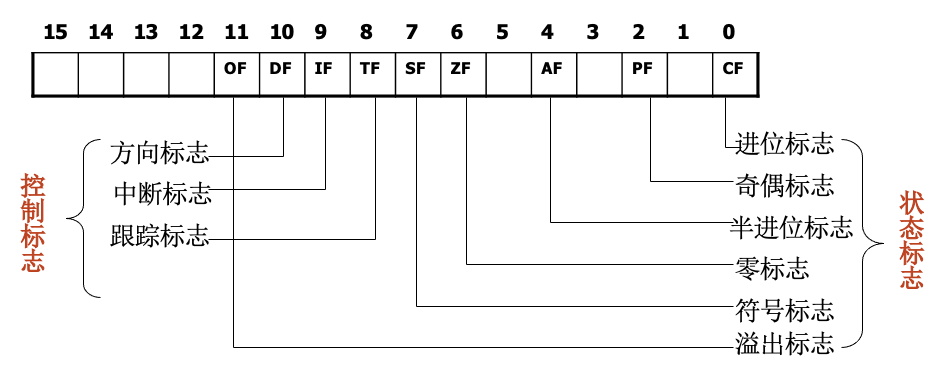 15 14 13 12 11 10 9 8 7 6 5 4 3 2 1 0
OF DF IF TF SF ZF AF PF CF
控制标志
方向标志
中断标志
跟踪标志
进位标志
奇偶标志
半进位标志
零标志
符号标志
溢出标志
状态标志